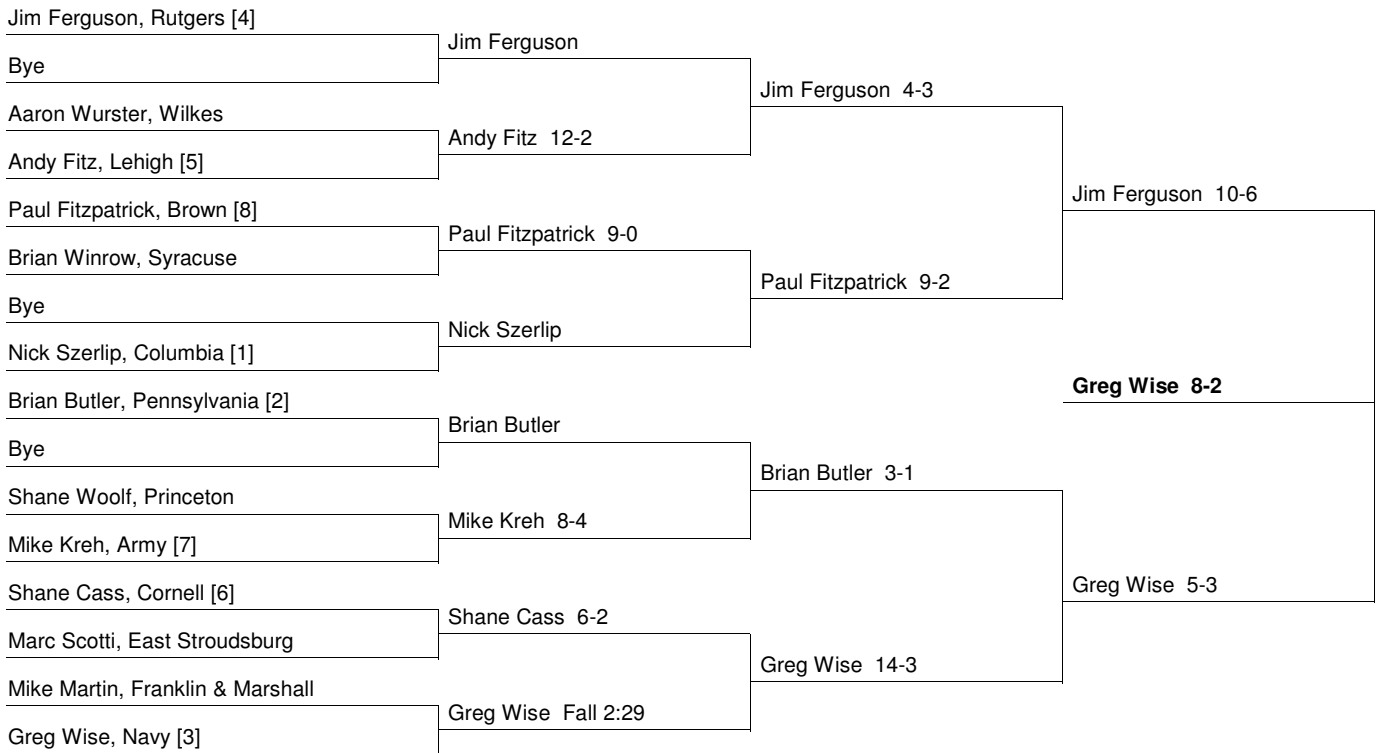 Jim Ferguson, Rutgers [4]
Jim Ferguson
Bye
Jim Ferguson 4-3
Aaron Wurster, Wilkes
Andy Fitz 12-2
Andy Fitz, Lehigh [5]
Jim Ferguson 10-6
Paul Fitzpatrick, Brown [8]
Paul Fitzpatrick 9-0
Brian Winrow, Syracuse
Paul Fitzpatrick 9-2
Bye
Nick Szerlip
Nick Szerlip, Columbia [1]
Greg Wise 8-2
Brian Butler, Pennsylvania [2]
Brian Butler
Bye
Brian Butler 3-1
Shane Woolf, Princeton
Mike Kreh 8-4
Mike Kreh, Army [7]
Greg Wise 5-3
Shane Cass, Cornell [6]
Shane Cass 6-2
Marc Scotti, East Stroudsburg
Greg Wise 14-3
Mike Martin, Franklin & Marshall
Greg Wise Fall 2:29
Greg Wise, Navy [3]